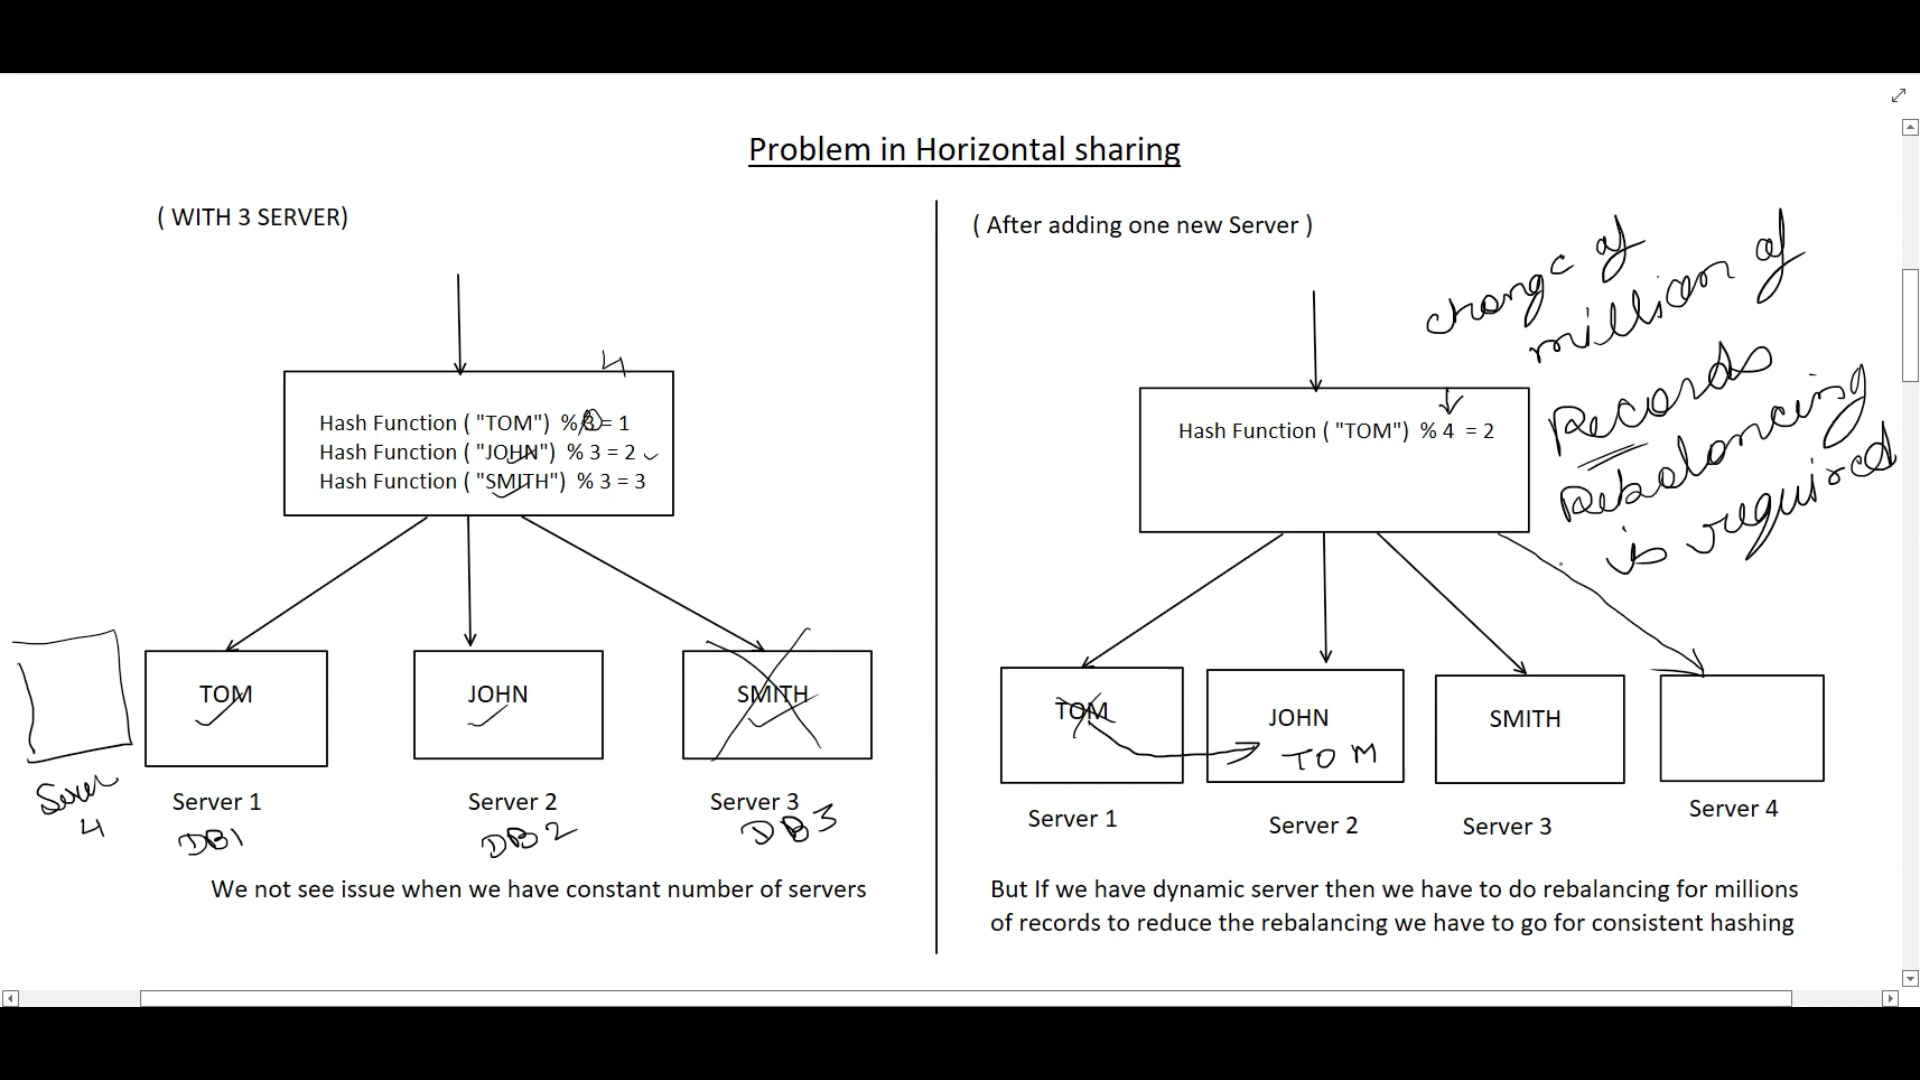 Problem in Horizontal sharing
( WITH 3 SERVER)
4
Hash Function ( "TOM") % 3 = 1
Hash Function ( "JOHN") % 3 = 2
Hash Function ( "SMITH") % 3 = 3
TOM
JOHN
SMITH
Server 4
Server 1
Server 2
Server 3
DB1
DB2
DB3
We not see issue when we have constant number of servers
( After adding one new Server )
change of
million of
Records
Rebalancing
is required
Hash Function ( "TOM") % 4 = 2
TOM
JOHN
TOM
SMITH
Server 1
Server 2
Server 3
Server 4
But If we have dynamic server then we have to do rebalancing for millions
of records to reduce the rebalancing we have to go for consistent hashing